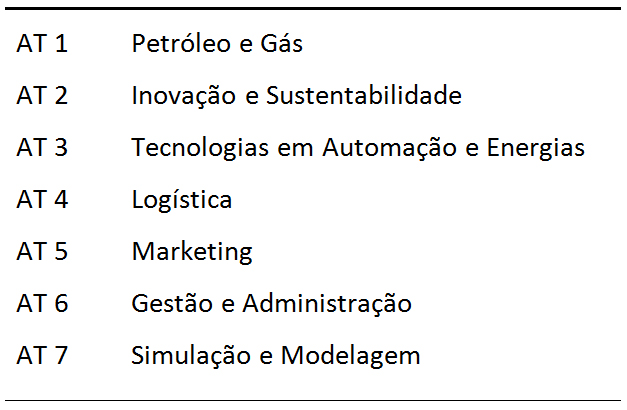 AT 1 Petróleo e Gás
AT 2 Inovação e Sustentabilidade
AT 3 Tecnologias em Automação e Energias
AT 4 Logística
AT 5 Marketing
AT 6 Gestão e Administração
AT 7 Simulação e Modelagem